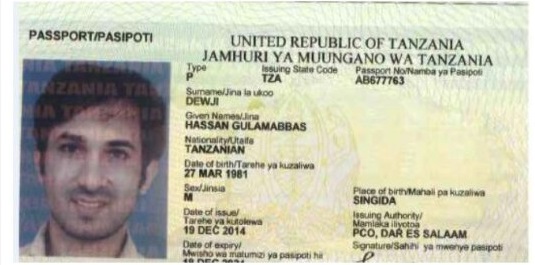 PASSPORT/PASIPOTI
UNITED REPUBLIC OF TANZANIA
JAMHURI YA MUUNGANO WA TANZANIA
Type Issuing State Code Passport No/Namba ya Pasipoti
P TZA AB677763
Surname/Jina la ukoo
DEWJI
Given Names/Jina
HASSAN GULAMABBAS
Nationality/Utaifa
TANZANIAN
Date of birth/Tarehe ya kuzaliwa
27 MAR 1981
Sex/Jinsia Place of birth/Mahali pa kuzaliwa
M SINGIDA
Date of issue/ Issuing Authority/
Tarehe ya kutolewa Mamlaka iliyotoa
19 DEC 2014 PCO, DAR ES SALAAM
Date of expiry/ Signature/Sahihi ya mwenye pasipoti
Mwisho wa matumizi ya pasipoti hii